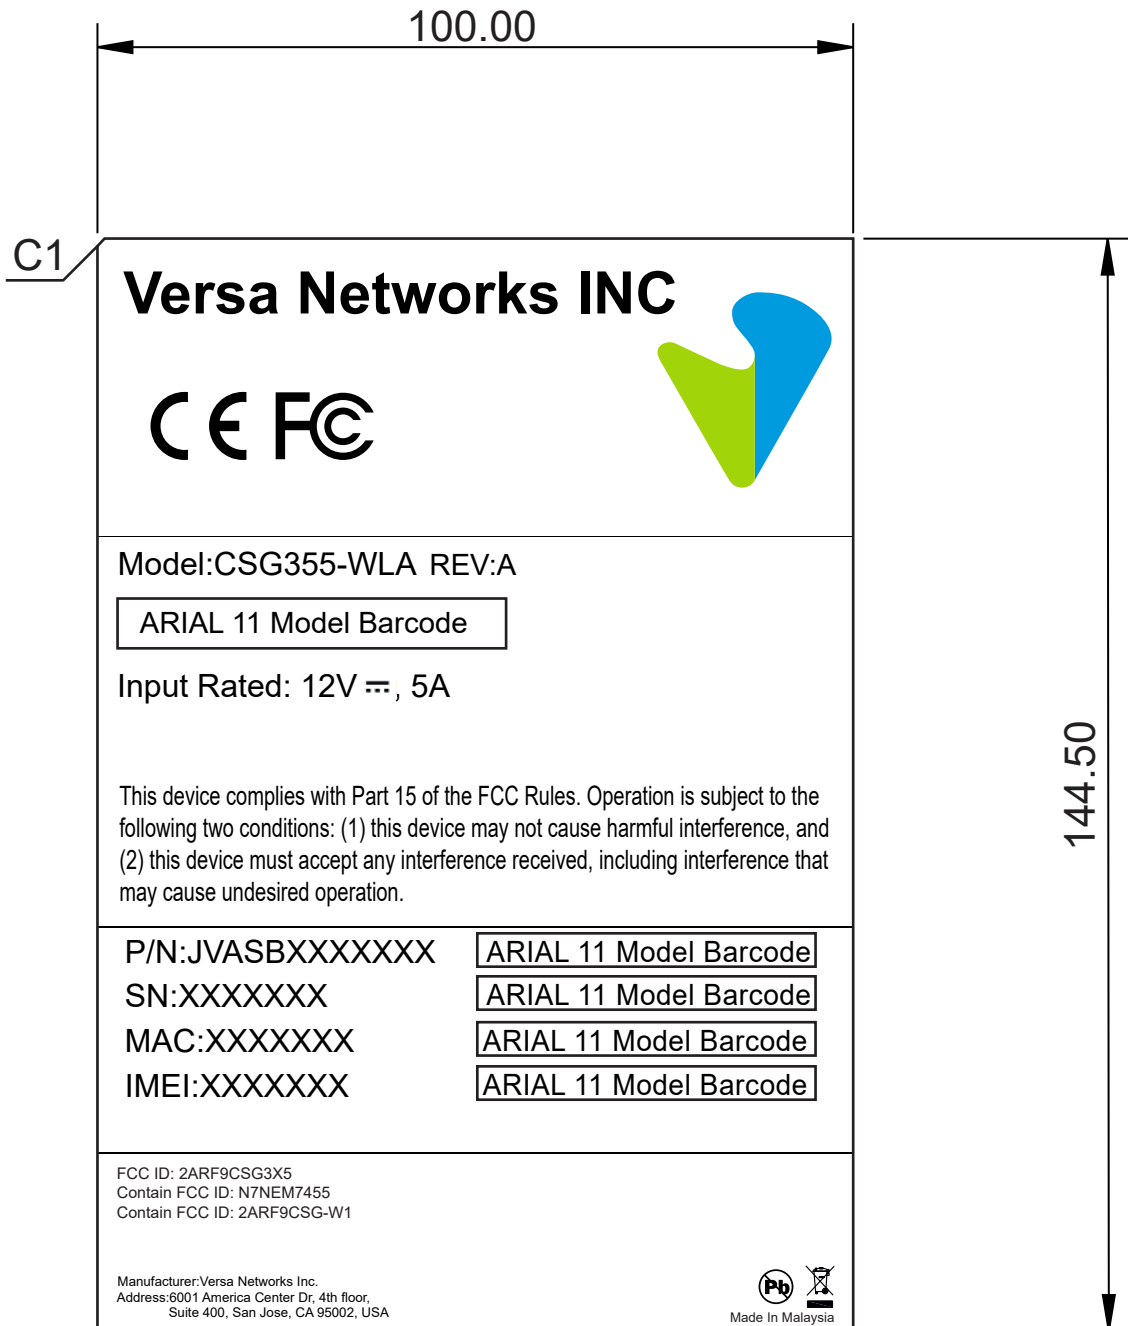 100.00
C1
Versa Networks INC
CE FC
Model:CSG355-WLA REV:A
ARIAL 11 Model Barcode
Input Rated: 12V ⎓, 5A
144.50
This device complies with Part 15 of the FCC Rules. Operation is subject to the
following two conditions: (1) this device may not cause harmful interference, and
(2) this device must accept any interference received, including interference that
may cause undesired operation.
P/N:JVASBXXXXXXX ARIAL 11 Model Barcode
SN:XXXXXXX ARIAL 11 Model Barcode
MAC:XXXXXXX ARIAL 11 Model Barcode
IMEI:XXXXXXX ARIAL 11 Model Barcode
FCC ID: 2ARF9CSG3X5
Contain FCC ID: N7NEM7455
Contain FCC ID: 2ARF9CSG-W1
Manufacturer:Versa Networks Inc.
Address:6001 America Center Dr, 4th floor,
Suite 400, San Jose, CA 95002, USA
Pb
Made In Malaysia